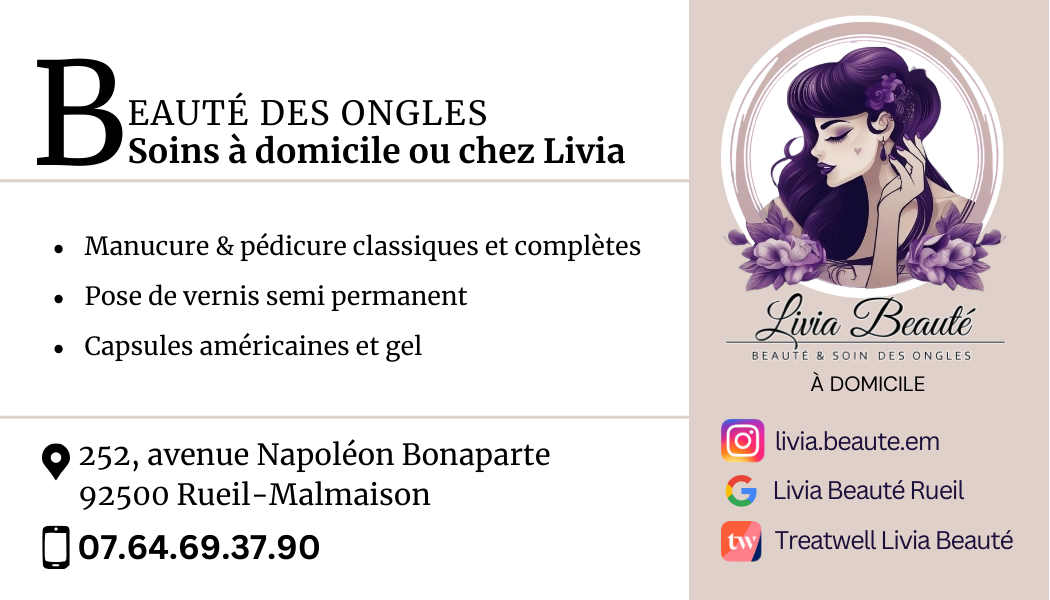 BEAUTÉ DES ONGLES
Soins à domicile ou chez Livia
• Manucure & pédicure classiques et complètes
• Pose de vernis semi permanent
• Capsules américaines et gel
252, avenue Napoléon Bonaparte
92500 Rueil-Malmaison
07.64.69.37.90
Livia Beauté
BEAUTÉ & SOIN DES ONGLES
À DOMICILE
livia.beaute.em
G Livia Beauté Rueil
tw Treatwell Livia Beauté